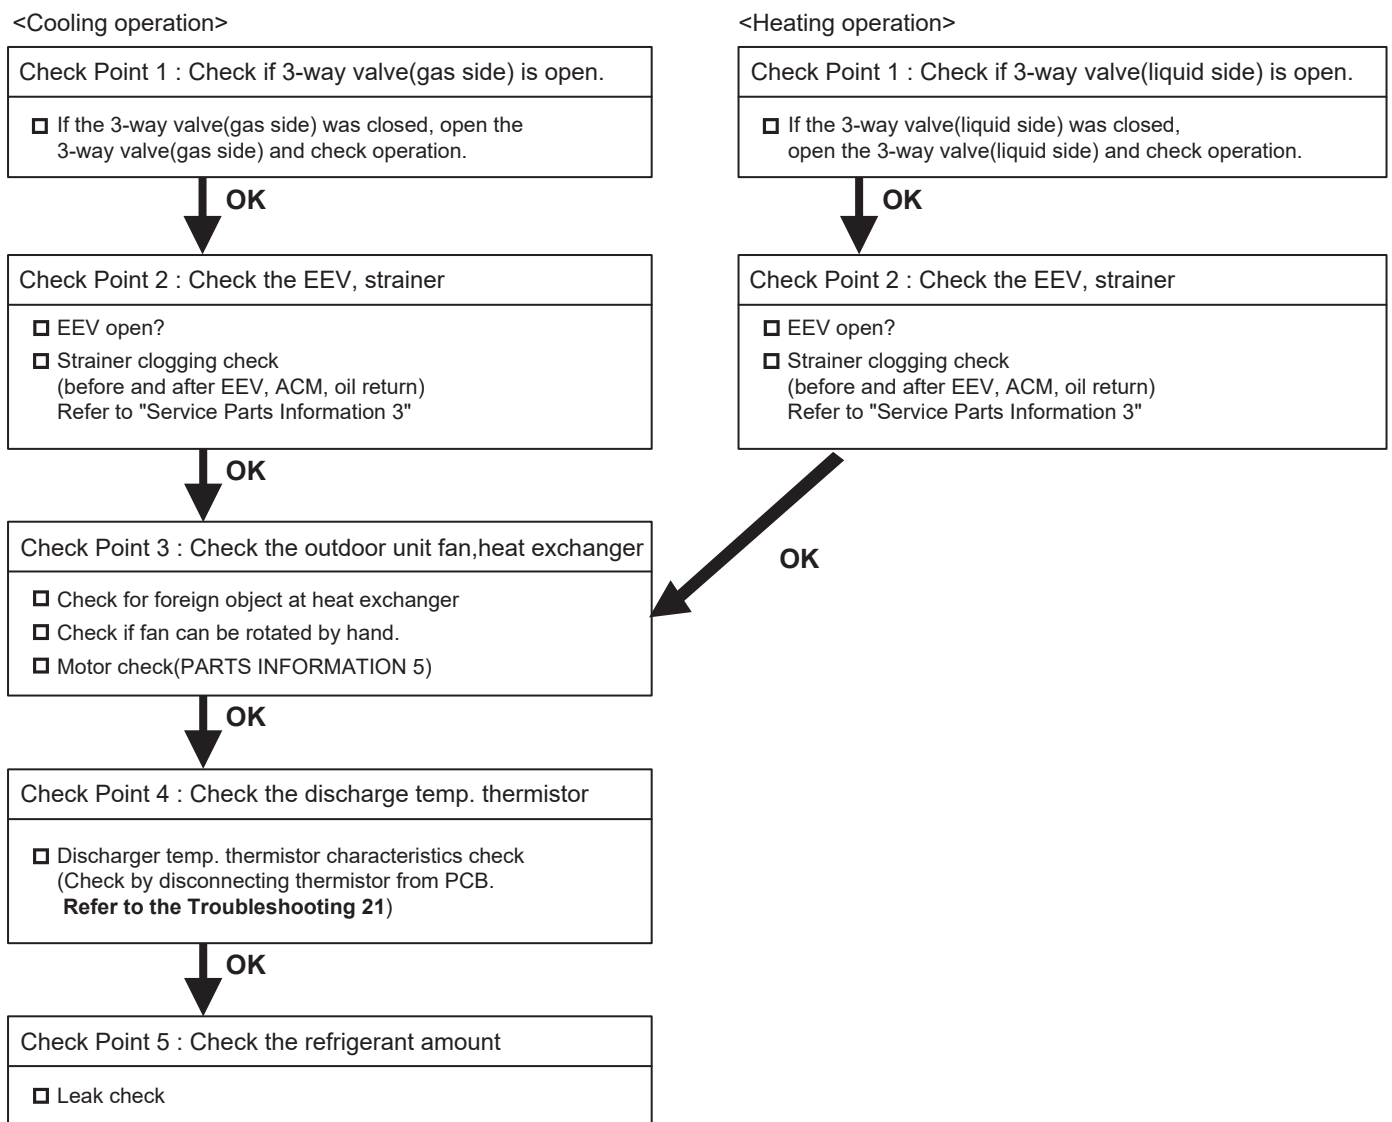 <Cooling operation>
Check Point 1 : Check if 3-way valve(gas side) is open.
If the 3-way valve(gas side) was closed, open the
3-way valve(gas side) and check operation.
OK
Check Point 2 : Check the EEV, strainer
EEV open?
Strainer clogging check
(before and after EEV, ACM, oil return)
Refer to "Service Parts Information 3"
OK
<Heating operation>
Check Point 1 : Check if 3-way valve(liquid side) is open.
If the 3-way valve(liquid side) was closed,
open the 3-way valve(liquid side) and check operation.
OK
Check Point 2 : Check the EEV, strainer
EEV open?
Strainer clogging check
(before and after EEV, ACM, oil return)
Refer to "Service Parts Information 3"
OK
Check Point 3 : Check the outdoor unit fan,heat exchanger
Check for foreign object at heat exchanger
Check if fan can be rotated by hand.
Motor check(PARTS INFORMATION 5)
OK
Check Point 4 : Check the discharge temp. thermistor
Discharger temp. thermistor characteristics check
(Check by disconnecting thermistor from PCB.
Refer to the Troubleshooting 21)
OK
Check Point 5 : Check the refrigerant amount
Leak check